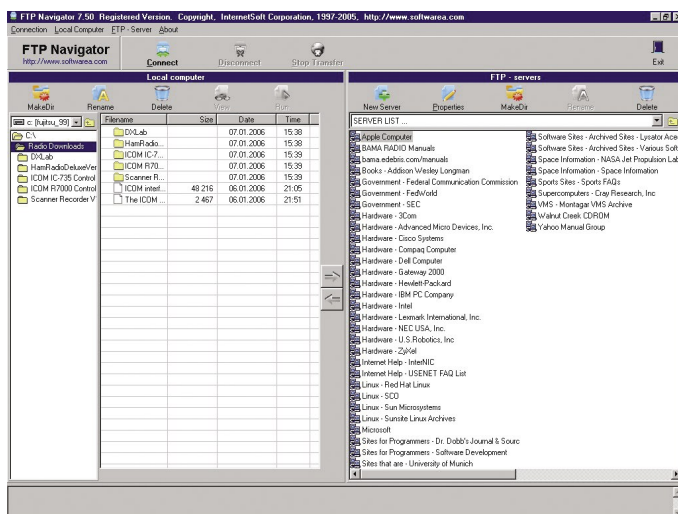 FTP Navigator 7.50 Registered Version. Copyright, InternetSoft Corporation, 1997-2005, http://www.softwarea.com
Connection Local Computer FTP - Server About
FTP Navigator
http://www.softwarea.com
Connect
Disconnect
Stop Transfer
Exit
Local computer
MakeDir
Rename
Delete
View
Run
c: [fujitsu_99]
C:\
Radio Downloads
DXLab
HamRadioDeluxeVer
ICOM IC-735 Control
ICOM R7000 Control
Scanner Recorder V
Filename Size Date Time
DXLab 07.01.2006 15:38
HamRadio... 07.01.2006 15:38
ICOM IC-7... 07.01.2006 15:39
ICOM R70... 07.01.2006 15:39
Scanner R... 07.01.2006 15:39
ICOM interf... 48 216 06.01.2006 21:05
The ICOM ... 2 467 06.01.2006 21:51
FTP - servers
New Server
Properties
MakeDir
Rename
Delete
SERVER LIST ...
Apple Computer
BAMA RADIO Manuals
bama.edebris.com/manuals
Books - Addison Wesley Longman
Government - Federal Communication Commission
Government - FedWorld
Government - SEC
Hardware - 3Com
Hardware - Advanced Micro Devices, Inc.
Hardware - Cisco Systems
Hardware - Compaq Computer
Hardware - Dell Computer
Hardware - Gateway 2000
Hardware - Hewlett-Packard
Hardware - IBM PC Company
Hardware - Intel
Hardware - Lexmark International, Inc.
Hardware - NEC USA, Inc.
Hardware - U.S.Robotics, Inc
Hardware - ZyXel
Internet Help - InterNIC
Internet Help - USENET FAQ List
Linux - Red Hat Linux
Linux - SCO
Linux - Sun Microsystems
Linux - Sunsite Linux Archives
Microsoft
Sites for Programmers - Dr. Dobb's Journal & Sourc
Sites for Programmers - Software Development
Sites that are - University of Munich
Software Sites - Archived Sites - Lysator Ace
Software Sites - Archived Sites - Various Soft
Space Information - NASA Jet Propulsion Lab
Space Information - Space Information
Sports Sites - Sports FAQs
Supercomputers - Cray Research, Inc
VMS - Montagar VMS Archive
Walnut Creek CDROM
Yahoo Manual Group